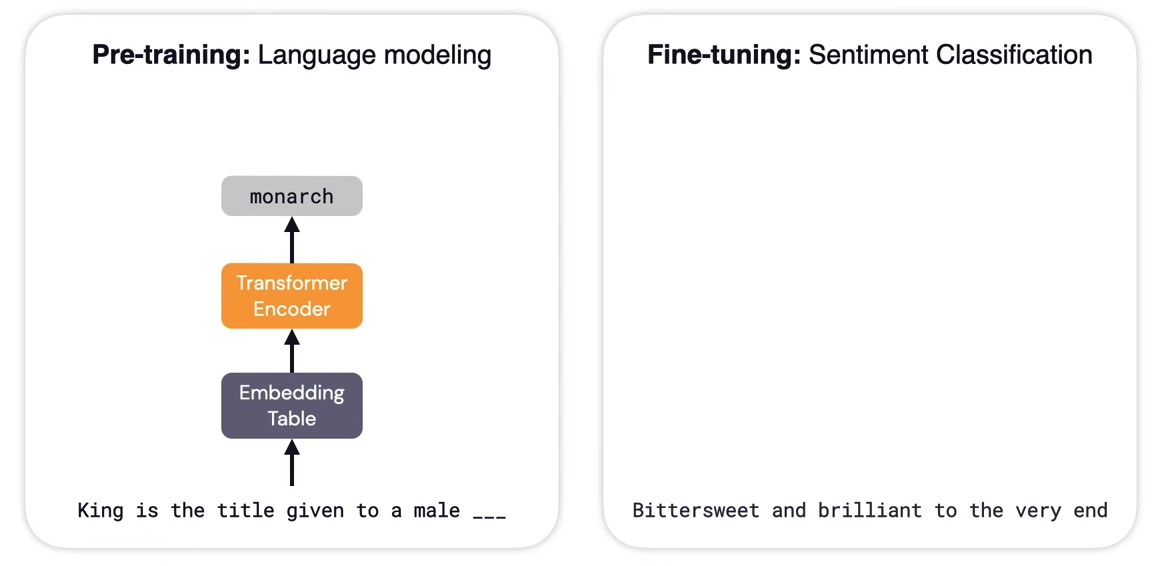 Pre-training: Language modeling
monarch
Transformer
Encoder
Embedding
Table
King is the title given to a male ___
Fine-tuning: Sentiment Classification
Bittersweet and brilliant to the very end